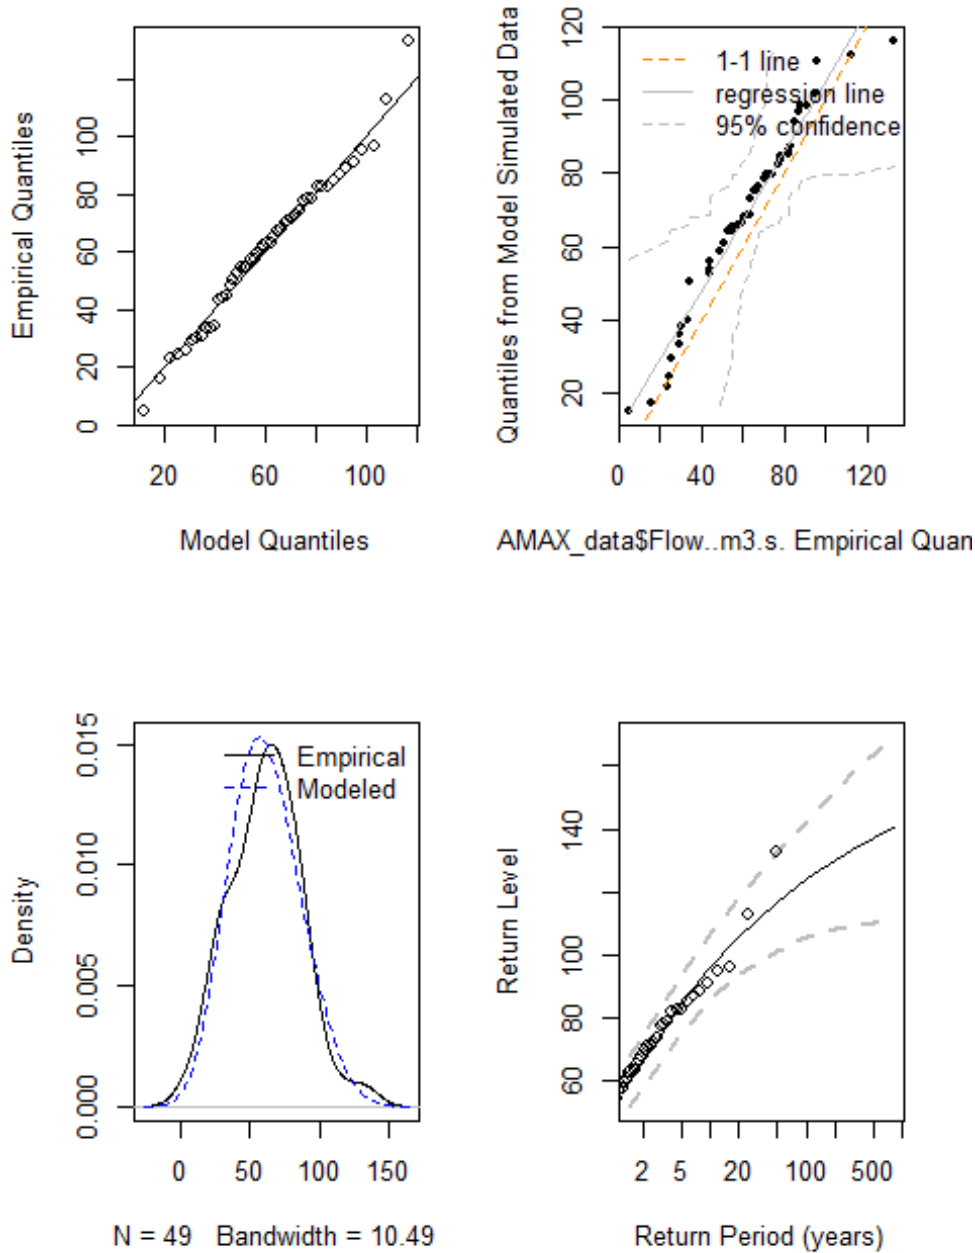 Empirical Quantiles
0 20 40 60 80 100
20 60 100
Model Quantiles
Quantiles from Model Simulated Data
20 40 60 80 100 120
1-1 line
regression line
95% confidence
0 40 80 120
AMAX_data$Flow..m3.s. Empirical Quan
Density
0.000 0.005 0.010 0.015
Empirical
Modeled
0 50 100 150
N = 49 Bandwidth = 10.49
Return Level
60 80 100 140
2 5 20 100 500
Return Period (years)